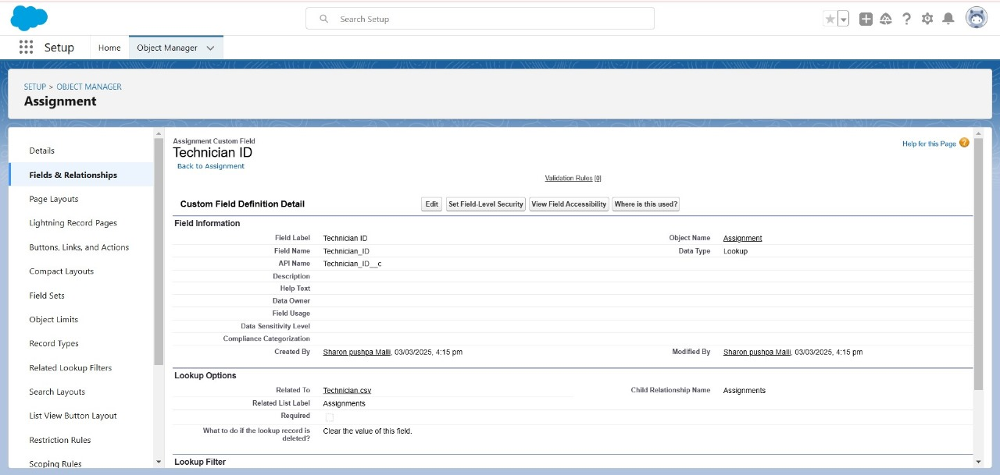 Search Setup
Setup
Home
Object Manager
SETUP > OBJECT MANAGER
Assignment
Details
Fields & Relationships
Page Layouts
Lightning Record Pages
Buttons, Links, and Actions
Compact Layouts
Field Sets
Object Limits
Record Types
Related Lookup Filters
Search Layouts
List View Button Layout
Restriction Rules
Scoping Rules
Assignment Custom Field
Technician ID
Back to Assignment
Help for this Page
Validation Rules [0]
Custom Field Definition Detail
Edit
Set Field-Level Security
View Field Accessibility
Where is this used?
Field Information
Field Label Technician ID Object Name Assignment
Field Name Technician_ID Data Type Lookup
API Name Technician_ID__c
Description
Help Text
Data Owner
Field Usage
Data Sensitivity Level
Compliance Categorization
Created By Sharon pushpa Malli, 03/03/2025, 4:15 pm Modified By Sharon pushpa Malli, 03/03/2025, 4:15 pm
Lookup Options
Related To Technician.csv Child Relationship Name Assignments
Related List Label Assignments
Required
What to do if the lookup record is Clear the value of this field.
deleted?
Lookup Filter